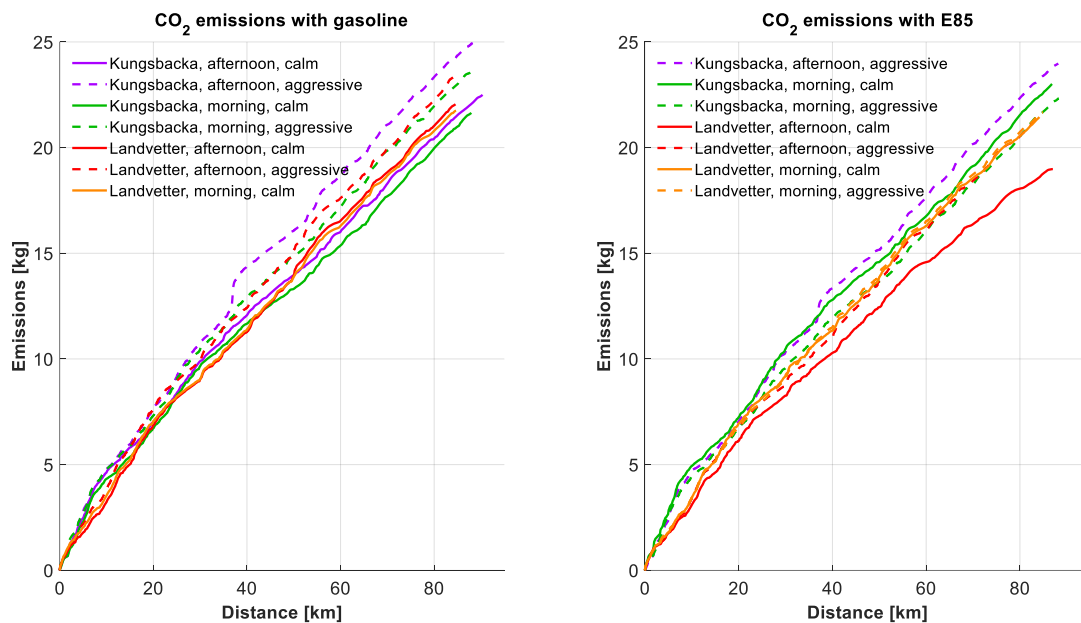 CO2 emissions with gasoline
25
20
15
10
5
0
Emissions [kg]
Kungsbacka, afternoon, calm
Kungsbacka, afternoon, aggressive
Kungsbacka, morning, calm
Kungsbacka, morning, aggressive
Landvetter, afternoon, calm
Landvetter, afternoon, aggressive
Landvetter, morning, calm
0 20 40 60 80
Distance [km]
CO2 emissions with E85
25
20
15
10
5
0
Emissions [kg]
Kungsbacka, afternoon, aggressive
Kungsbacka, morning, calm
Kungsbacka, morning, aggressive
Landvetter, afternoon, calm
Landvetter, afternoon, aggressive
Landvetter, morning, calm
Landvetter, morning, aggressive
0 20 40 60 80
Distance [km]